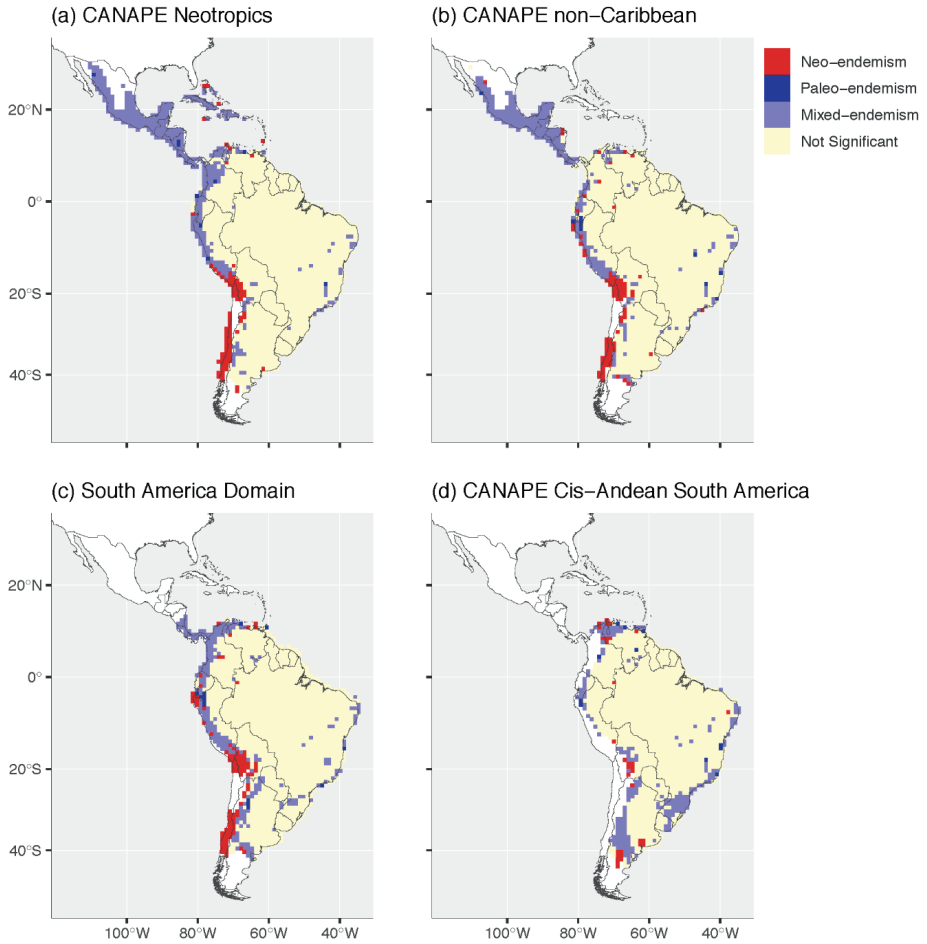 (a) CANAPE Neotropics
(b) CANAPE non−Caribbean
Neo−endemism
Paleo−endemism
Mixed−endemism
Not Significant
20°N
0°
20°S
40°S
(c) South America Domain
(d) CANAPE Cis−Andean South America
20°N
0°
20°S
40°S
100°W 80°W 60°W 40°W
100°W 80°W 60°W 40°W